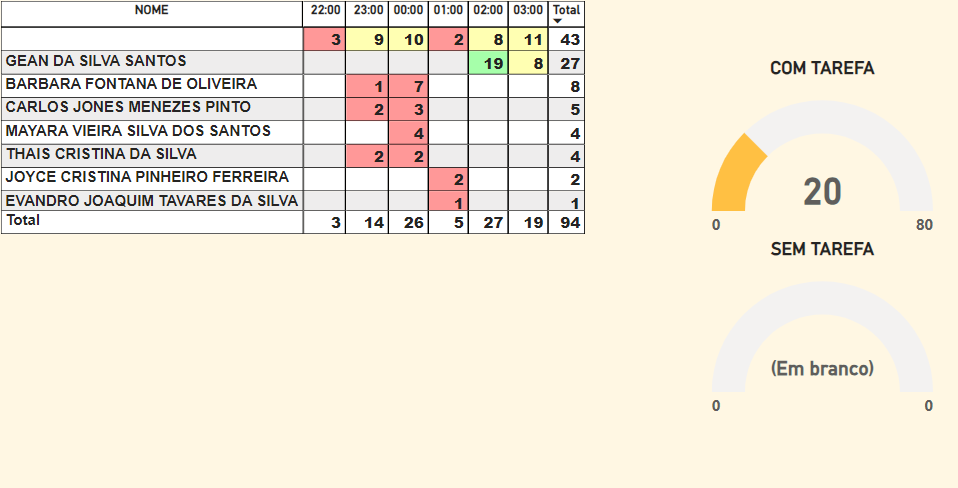 NOME 22:00 23:00 00:00 01:00 02:00 03:00 Total
3 9 10 2 8 11 43
GEAN DA SILVA SANTOS 19 8 27
BARBARA FONTANA DE OLIVEIRA 1 7 8
CARLOS JONES MENEZES PINTO 2 3 5
MAYARA VIEIRA SILVA DOS SANTOS 4 4
THAIS CRISTINA DA SILVA 2 2 4
JOYCE CRISTINA PINHEIRO FERREIRA 2 2
EVANDRO JOAQUIM TAVARES DA SILVA 1 1
Total 3 14 26 5 27 19 94
COM TAREFA
20
0 80
SEM TAREFA
(Em branco)
0 0